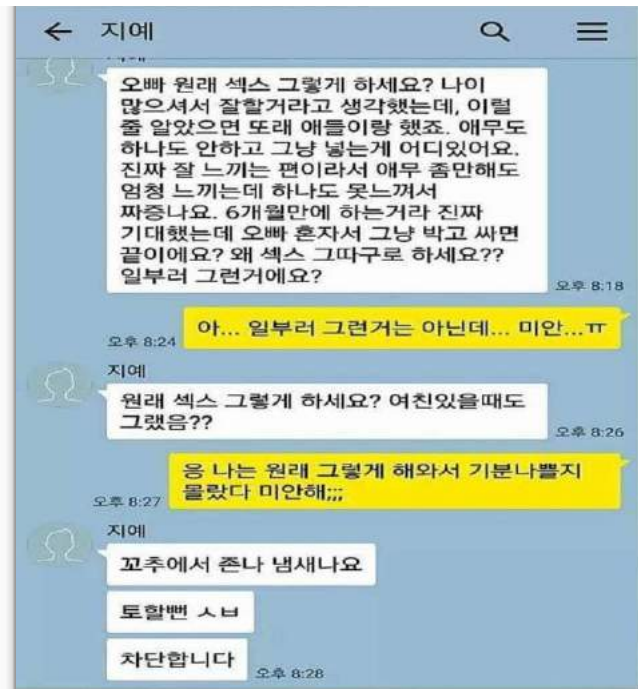 지예
오빠 원래 섹스 그렇게 하세요? 나이
많으셔서 잘할거라고 생각했는데, 이럴
줄 알았으면 또래 애들이랑 했죠. 애무도
하나도 안하고 그냥 넣는게 어디있어요.
진짜 잘 느끼는 편이라서 애무 좀만해도
엄청 느끼는데 하나도 못느껴서
짜증나요. 6개월만에 하는거라 진짜
기대했는데 오빠 혼자서 그냥 박고 싸면
끝이에요? 왜 섹스 그따구로 하세요??
일부러 그런거에요?
오후 8:18
아... 일부러 그런거는 아닌데... 미안...ㅠ
오후 8:24
지예
원래 섹스 그렇게 하세요? 여친있을때도
그랬음??
오후 8:26
응 나는 원래 그렇게 해와서 기분나쁠지
몰랐다 미안해;;;
오후 8:27
지예
꼬추에서 존나 냄새나요
토할뻔 ㅅㅂ
차단합니다
오후 8:28